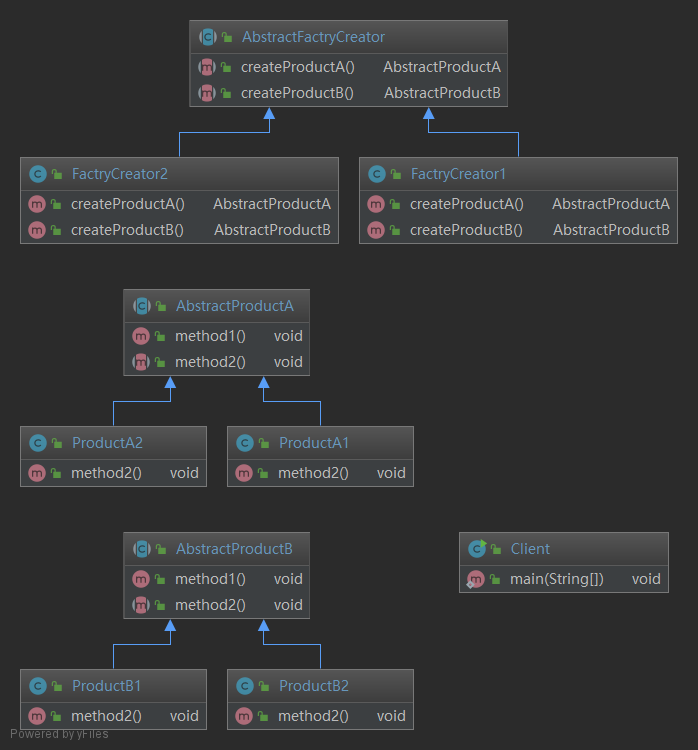 AbstractFactryCreator
createProductA() AbstractProductA
createProductB() AbstractProductB
FactryCreator2
createProductA() AbstractProductA
createProductB() AbstractProductB
FactryCreator1
createProductA() AbstractProductA
createProductB() AbstractProductB
AbstractProductA
method1() void
method2() void
ProductA2
method2() void
ProductA1
method2() void
AbstractProductB
method1() void
method2() void
Client
main(String[]) void
ProductB1
method2() void
ProductB2
method2() void
Powered by yFiles